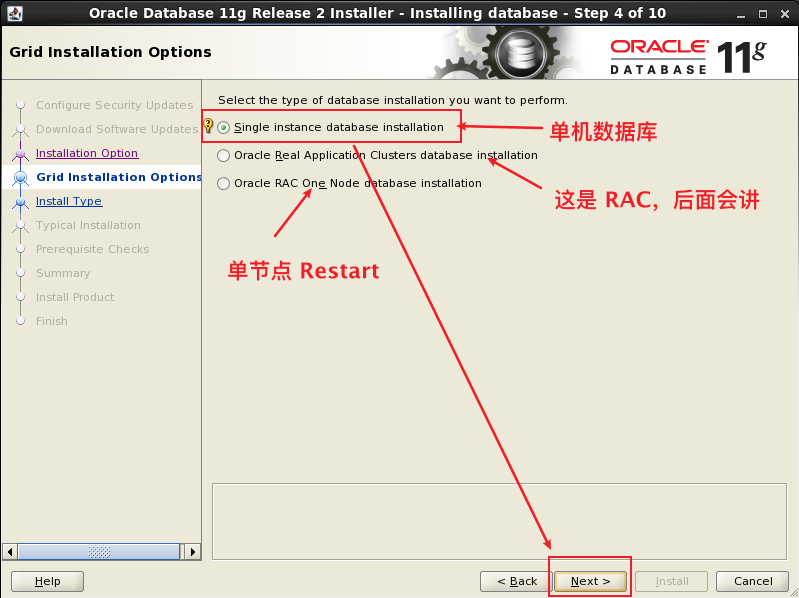 Oracle Database 11g Release 2 Installer - Installing database - Step 4 of 10
Grid Installation Options
ORACLE
DATABASE
11g
Configure Security Updates
Download Software Updates
Installation Option
Grid Installation Options
Install Type
Typical Installation
Prerequisite Checks
Summary
Install Product
Finish
Select the type of database installation you want to perform.
Single instance database installation
单机数据库
Oracle Real Application Clusters database installation
Oracle RAC One Node database installation
这是 RAC，后面会讲
单节点 Restart
Help
< Back
Next >
Install
Cancel